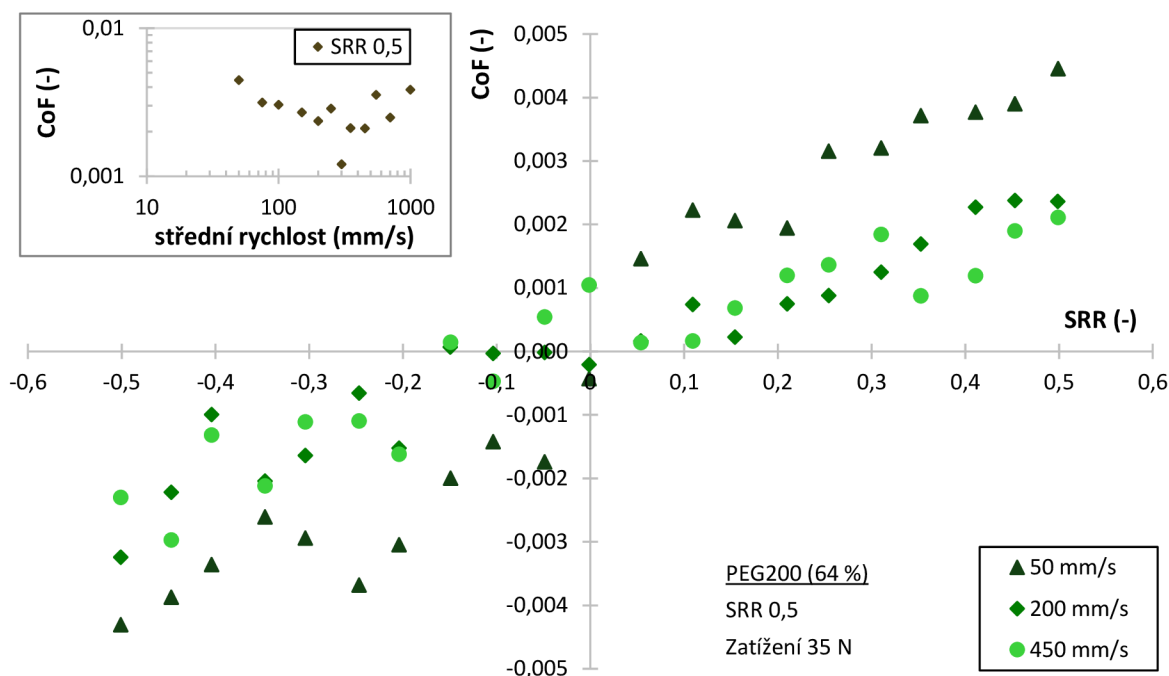 0,01
CoF (-)
SRR 0,5
0,001
10
100
1000
střední rychlost (mm/s)
CoF (-)
0,005
0,004
0,003
0,002
0,001
0,000
-0,001
-0,002
-0,003
-0,004
-0,005
SRR (-)
-0,6 -0,5 -0,4 -0,3 -0,2 -0,1 0 0,1 0,2 0,3 0,4 0,5 0,6
PEG200 (64 %)
SRR 0,5
Zatížení 35 N
50 mm/s
200 mm/s
450 mm/s